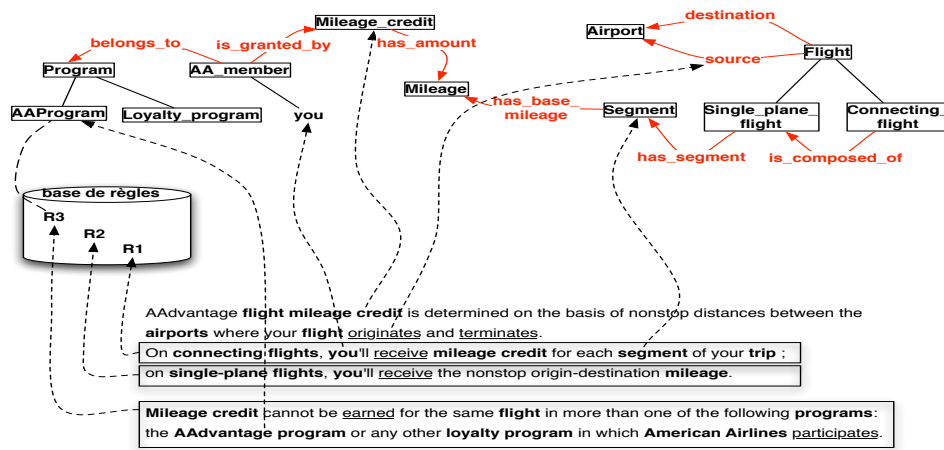 Mileage_credit
destination
Airport
belongs_to
is_granted_by
has_amount
source
Flight
Program
AA_member
Mileage
has_base_
mileage
Segment
Single_plane_
flight
Connecting_
flight
AAProgram
Loyalty_program
you
has_segment
is_composed_of
base de règles
R3
R2
R1
AAdvantage flight mileage credit is determined on the basis of nonstop distances between the
airports where your flight originates and terminates.
On connecting flights, you'll receive mileage credit for each segment of your trip ;
on single-plane flights, you'll receive the nonstop origin-destination mileage.
Mileage credit cannot be earned for the same flight in more than one of the following programs:
the AAdvantage program or any other loyalty program in which American Airlines participates.